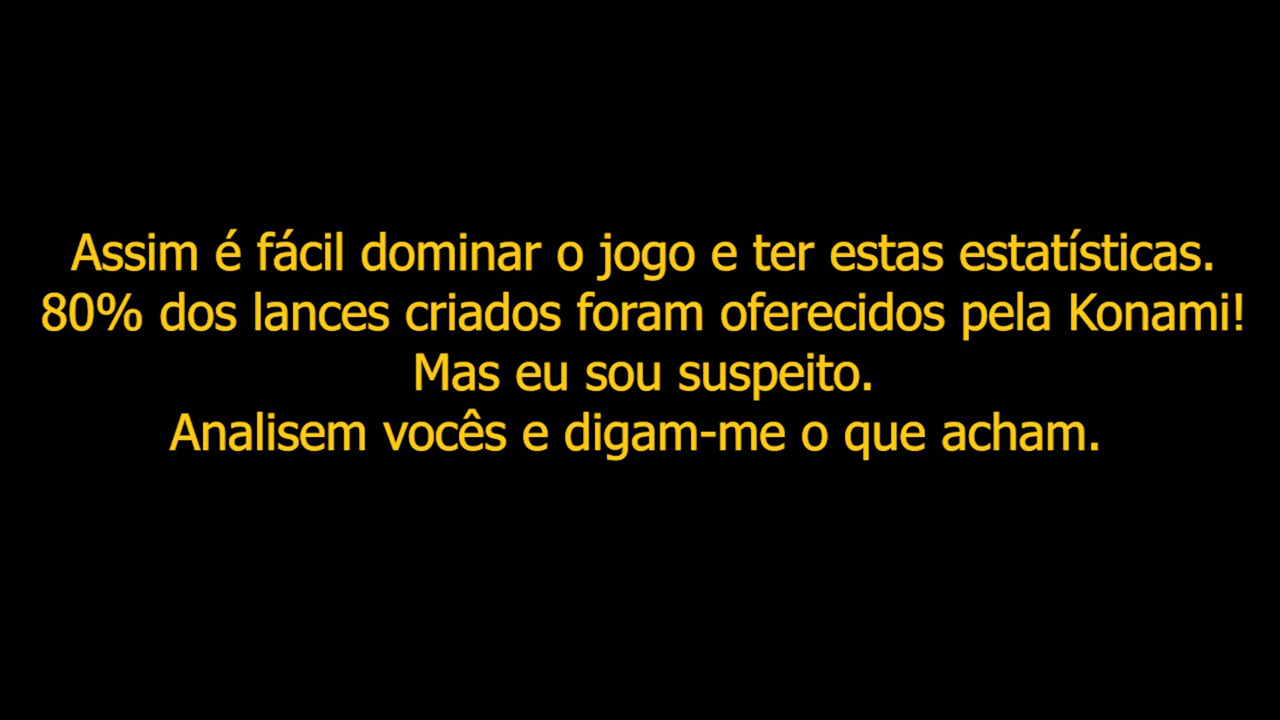 Assim é fácil dominar o jogo e ter estas estatísticas.
80% dos lances criados foram oferecidos pela Konami!
Mas eu sou suspeito.
Analisem vocês e digam-me o que acham.